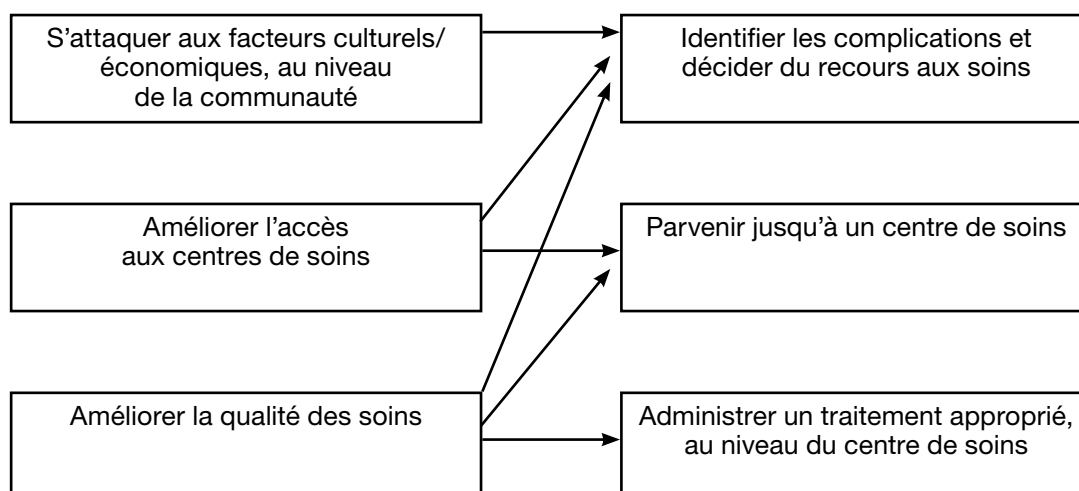 S’attaquer aux facteurs culturels/
économiques, au niveau
de la communauté
Identifier les complications et
décider du recours aux soins
Améliorer l’accès
aux centres de soins
Parvenir jusqu’à un centre de soins
Améliorer la qualité des soins
Administrer un traitement approprié,
au niveau du centre de soins